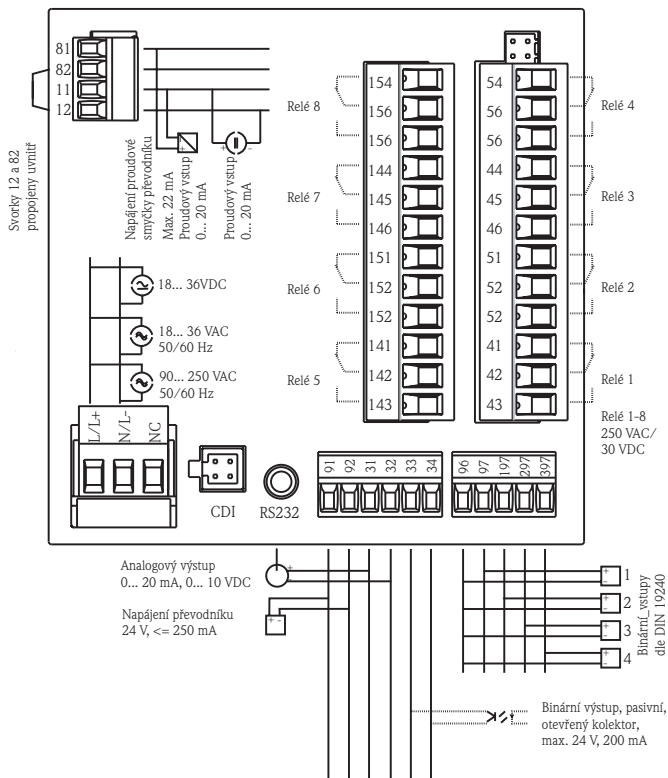 81
82
11
12
Svorky 12 a 82
propojeny uvnitř
Napájení proudové
smyčky převodníku
Max. 22 mA
Proudový vstup
0... 20 mA
Proudový vstup
0... 20 mA
+
-
18... 36VDC
18... 36 VAC
50/60 Hz
90... 250 VAC
50/60 Hz
L/L+
N/L-
NC
CDI
RS232
Relé 8
Relé 7
Relé 6
Relé 5
154
156
156
144
145
146
151
152
152
141
142
143
54
56
56
44
45
46
51
52
52
41
42
43
Relé 4
Relé 3
Relé 2
Relé 1
Relé 1-8
250 VAC/
30 VDC
91
92
31
32
33
34
96
97
197
297
397
Analogový výstup
0... 20 mA, 0... 10 VDC
+
-
Napájení převodníku
24 V, <= 250 mA
+ -
+
-
1
+
-
2
+
-
3
+
-
4
Binární_vstupy
dle DIN 19240
Binární výstup, pasivní,
otevřený kolektor,
max. 24 V, 200 mA